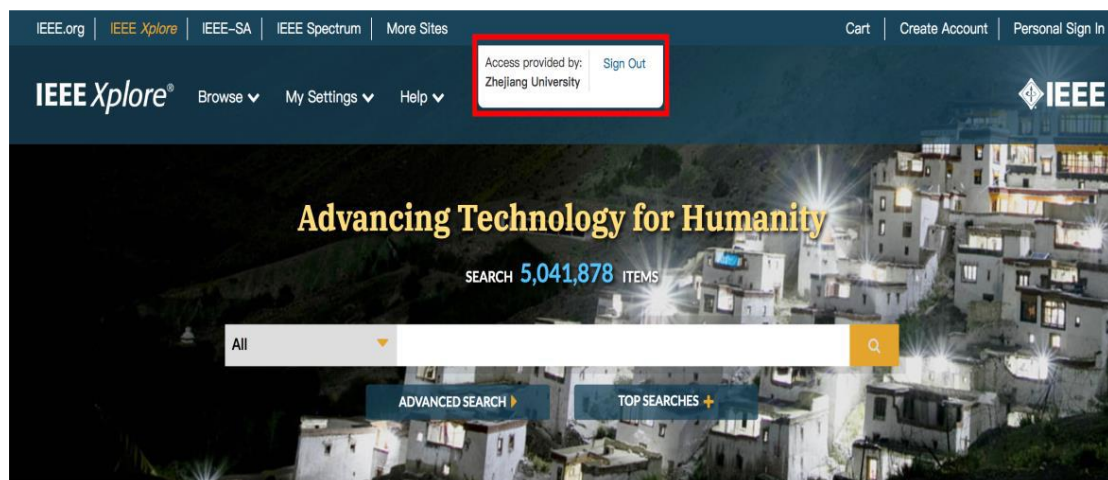 IEEE.org | IEEE Xplore | IEEE-SA | IEEE Spectrum | More Sites
Cart | Create Account | Personal Sign In
Access provided by:
Zhejiang University
Sign Out
IEEE Xplore®
Browse
My Settings
Help
IEEE
Advancing Technology for Humanity
SEARCH 5,041,878 ITEMS
All
ADVANCED SEARCH
TOP SEARCHES +